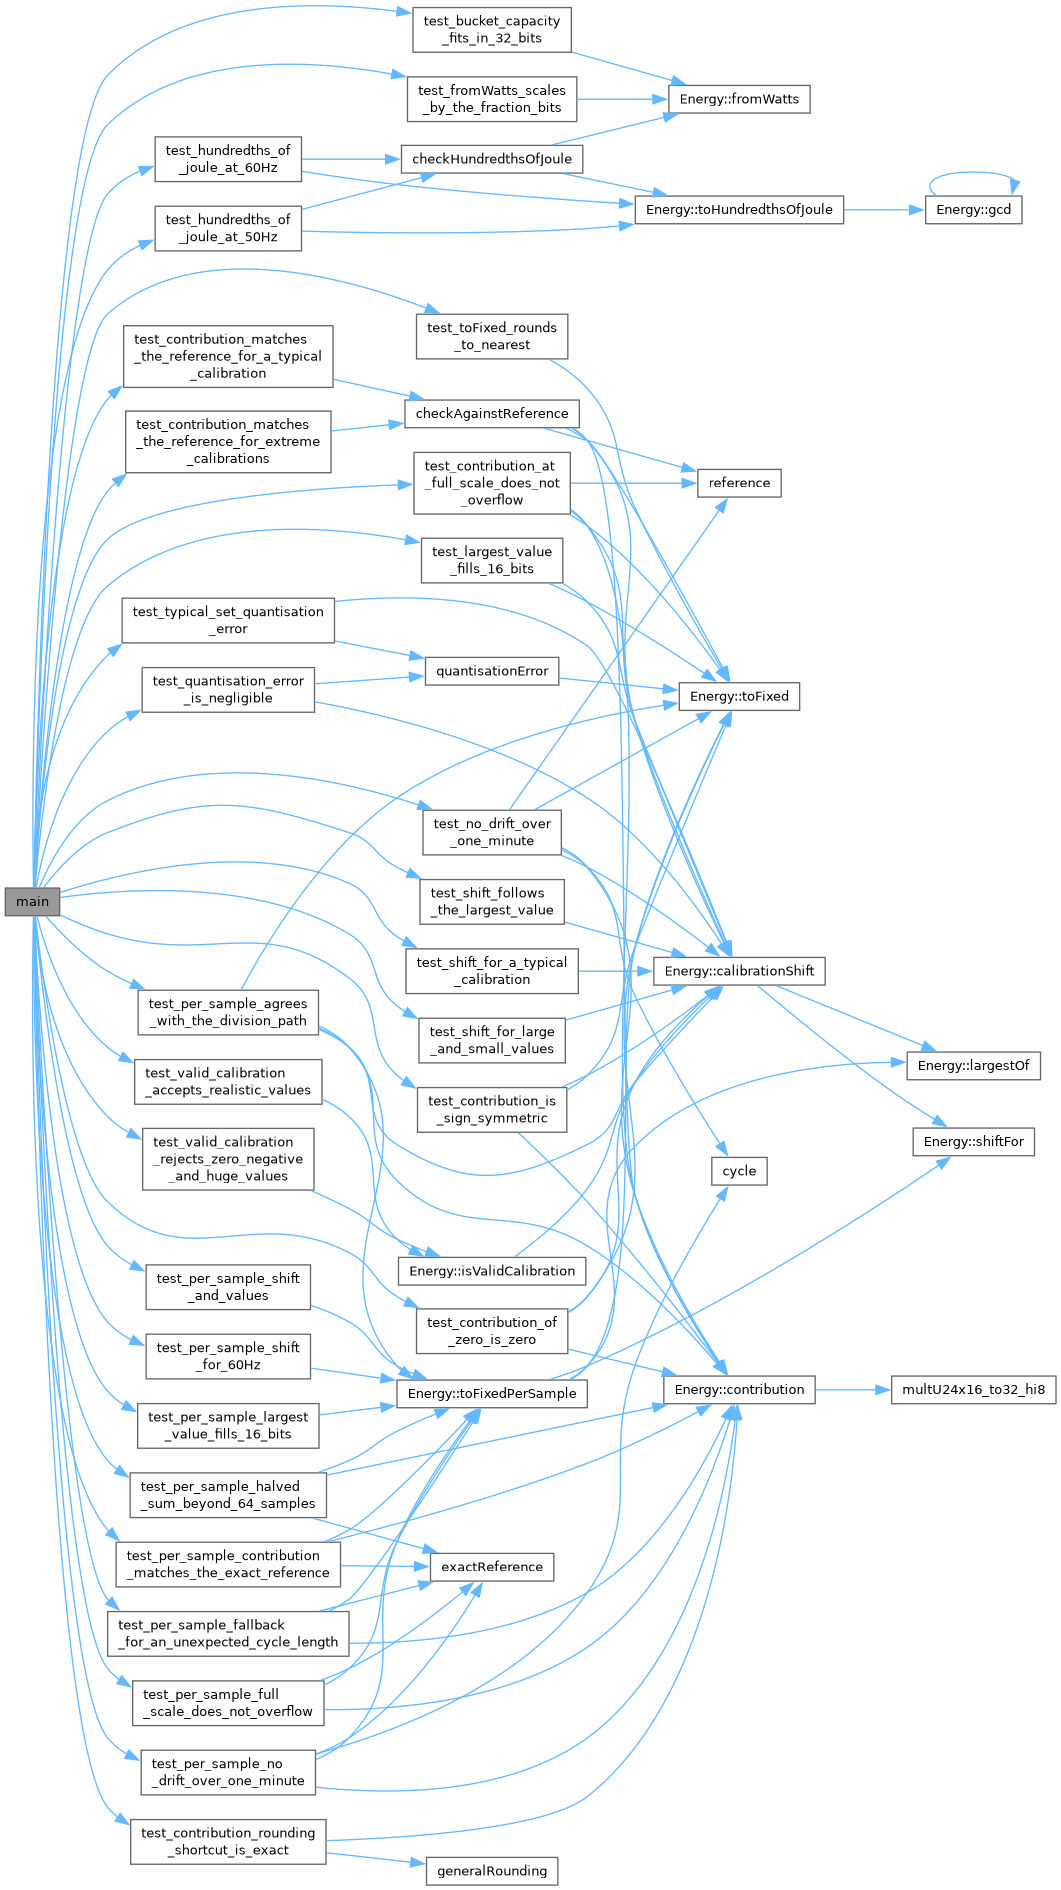 test_bucket_capacity
_fits_in_32_bits
test_fromWatts_scales
_by_the_fraction_bits
Energy::fromWatts
test_hundredths_of
_joule_at_60Hz
checkHundredthsOfJoule
test_hundredths_of
_joule_at_50Hz
Energy::toHundredthsOfJoule
Energy::gcd
test_toFixed_rounds
_to_nearest
test_contribution_matches
_the_reference_for_a_typical
_calibration
checkAgainstReference
test_contribution_matches
_the_reference_for_extreme
_calibrations
test_contribution_at
_full_scale_does_not
_overflow
reference
test_largest_value
_fills_16_bits
test_typical_set_quantisation
_error
quantisationError
test_quantisation_error
_is_negligible
Energy::toFixed
test_no_drift_over
_one_minute
main
test_shift_follows
_the_largest_value
test_shift_for_a_typical
_calibration
Energy::calibrationShift
test_per_sample_agrees
_with_the_division_path
test_shift_for_large
_and_small_values
Energy::largestOf
test_valid_calibration
_accepts_realistic_values
test_contribution_is
_sign_symmetric
Energy::shiftFor
test_valid_calibration
_rejects_zero_negative
_and_huge_values
cycle
Energy::isValidCalibration
test_per_sample_shift
_and_values
test_contribution_of
_zero_is_zero
test_per_sample_shift
_for_60Hz
Energy::toFixedPerSample
Energy::contribution
multU24x16_to32_hi8
test_per_sample_largest
_value_fills_16_bits
test_per_sample_halved
_sum_beyond_64_samples
test_per_sample_contribution
_matches_the_exact_reference
exactReference
test_per_sample_fallback
_for_an_unexpected_cycle_length
test_per_sample_full
_scale_does_not_overflow
test_per_sample_no
_drift_over_one_minute
test_contribution_rounding
_shortcut_is_exact
generalRounding